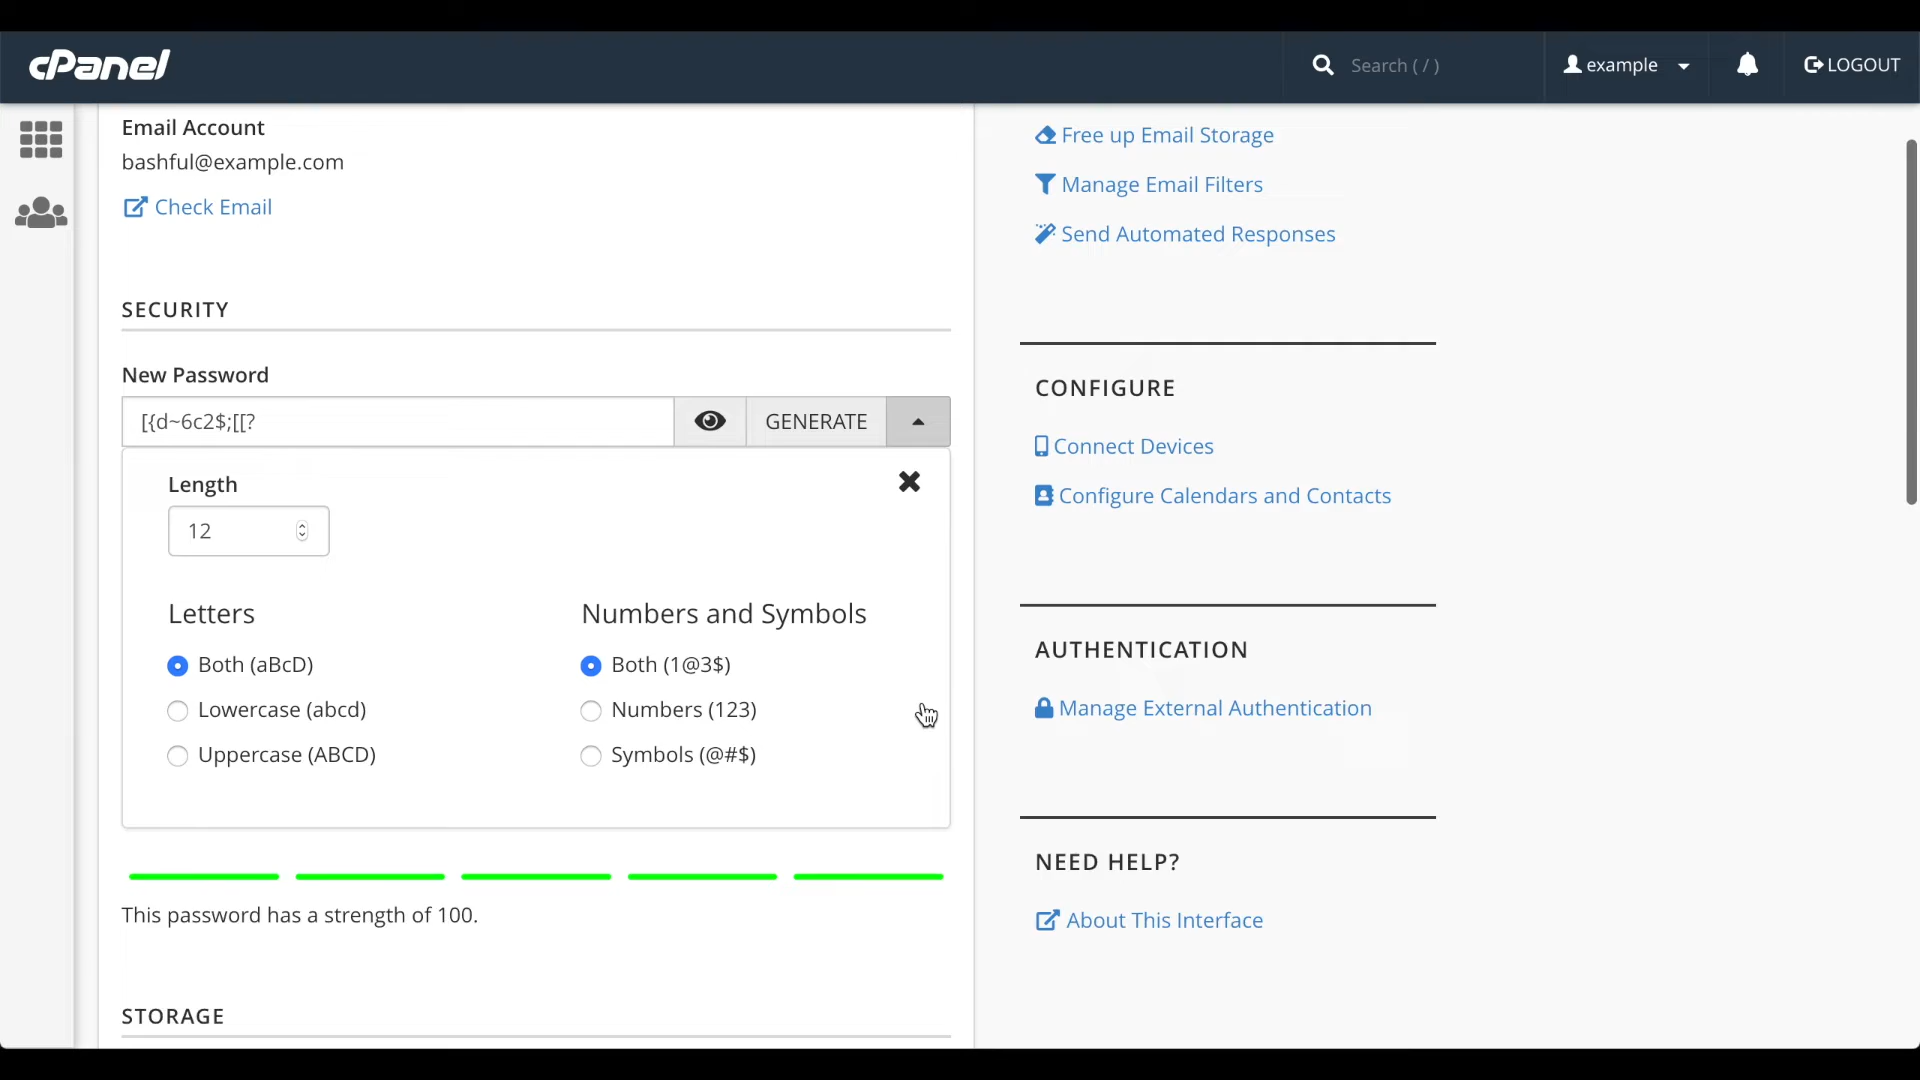 cPanel
Search ( / )
example
LOGOUT
Email Account
bashful@example.com
Check Email
SECURITY
New Password
[{d~6c2$;[[?
GENERATE
Length
12
Letters
Numbers and Symbols
Both (aBcD)
Both (1@3$)
Lowercase (abcd)
Numbers (123)
Uppercase (ABCD)
Symbols (@#$)
This password has a strength of 100.
STORAGE
Free up Email Storage
Manage Email Filters
Send Automated Responses
CONFIGURE
Connect Devices
Configure Calendars and Contacts
AUTHENTICATION
Manage External Authentication
NEED HELP?
About This Interface